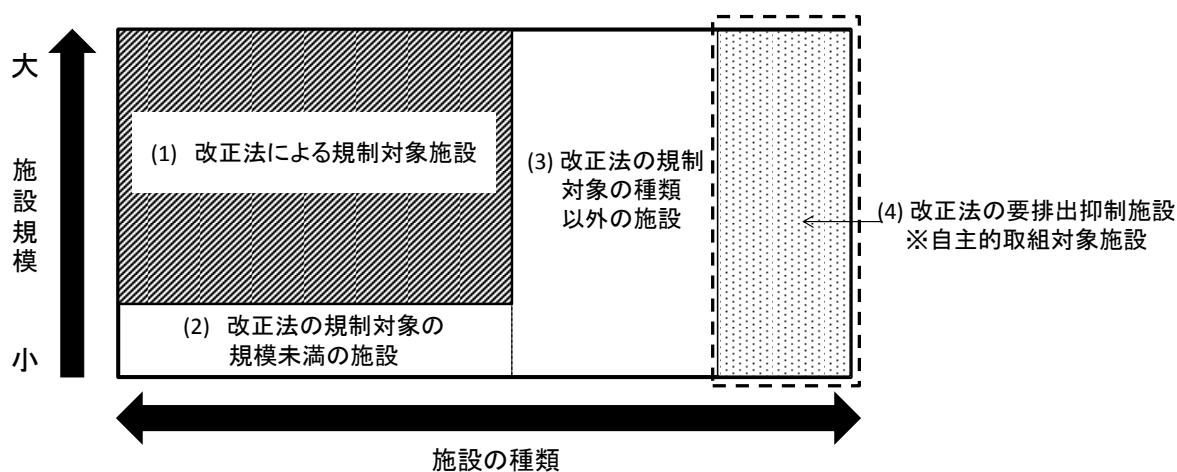 大
施設規模
小
(1) 改正法による規制対象施設
(2) 改正法の規制対象の
規模未満の施設
(3) 改正法の規制
対象の種類
以外の施設
(4) 改正法の要排出抑制施設
※自主的取組対象施設
施設の種類